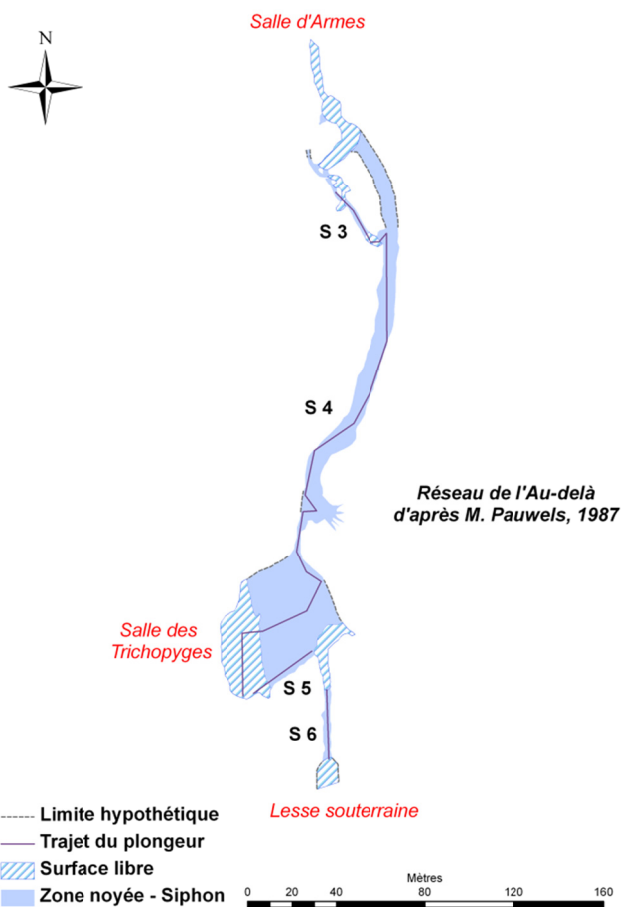 Salle d'Armes
N
S 3
S 4
Réseau de l'Au-delà
d'après M. Pauwels, 1987
Salle des
Trichopyges
S 5
S 6
Lesse souterraine
Limite hypothétique
Trajet du plongeur
Surface libre
Zone noyée - Siphon
Mètres
0 20 40 80 120 160